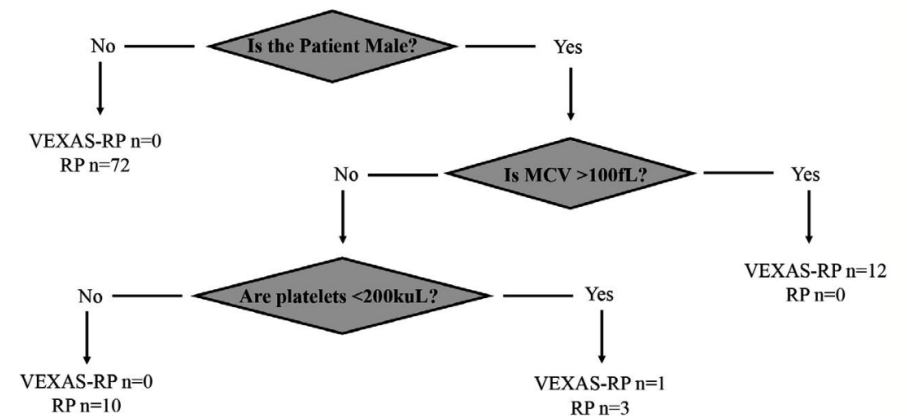 Is the Patient Male?
No
Yes
VEXAS-RP n=0
RP n=72
Is MCV >100fL?
No
Yes
VEXAS-RP n=12
RP n=0
Are platelets <200kuL?
No
Yes
VEXAS-RP n=0
RP n=10
VEXAS-RP n=1
RP n=3